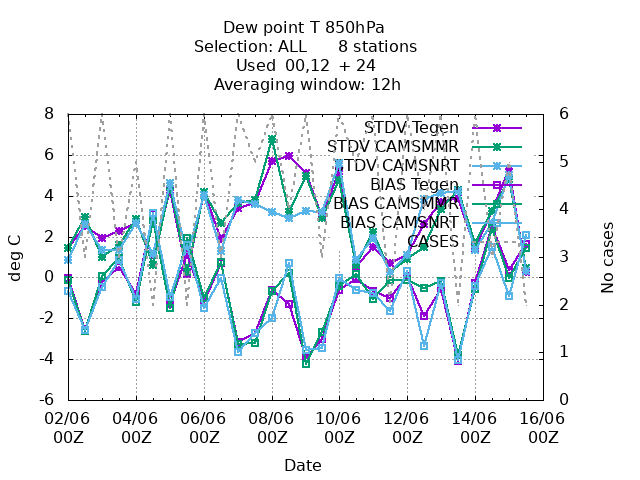 Dew point T 850hPa
Selection: ALL 8 stations
Used 00,12 + 24
Averaging window: 12h
8
6
4
2
0
-2
-4
-6
deg C
6
5
4
3
2
1
0
No cases
STDV Tegen
STDV CAMSMMR
STDV CAMSNRT
BIAS Tegen
BIAS CAMSMMR
BIAS CAMSNRT
CASES
02/06 04/06 06/06 08/06 10/06 12/06 14/06 16/06
00Z 00Z 00Z 00Z 00Z 00Z 00Z 00Z
Date